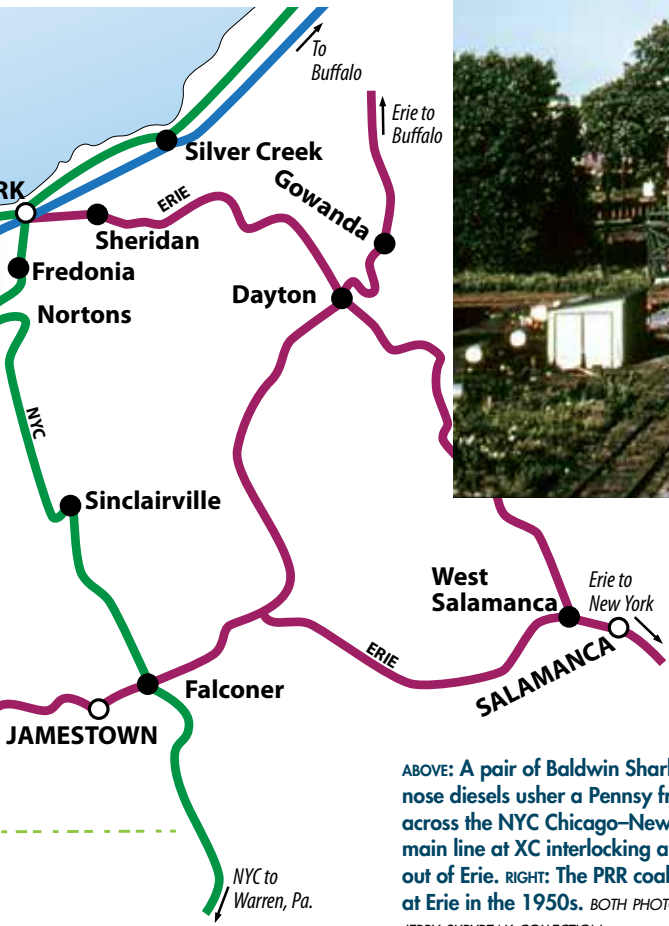 To
Buffalo
Erie to
Buffalo
Silver Creek
Gowanda
RK
ERIE
Sheridan
Fredonia
Dayton
Nortons
NYC
Sinclairville
West
Salamanca
Erie to
New York
SALAMANCA
ERIE
Falconer
JAMESTOWN
NYC to
Warren, Pa.
ABOVE: A pair of Baldwin Shark
nose diesels usher a Pennsy fr
across the NYC Chicago–New
main line at XC interlocking a
out of Erie. RIGHT: The PRR coal
at Erie in the 1950s. BOTH PHOTO